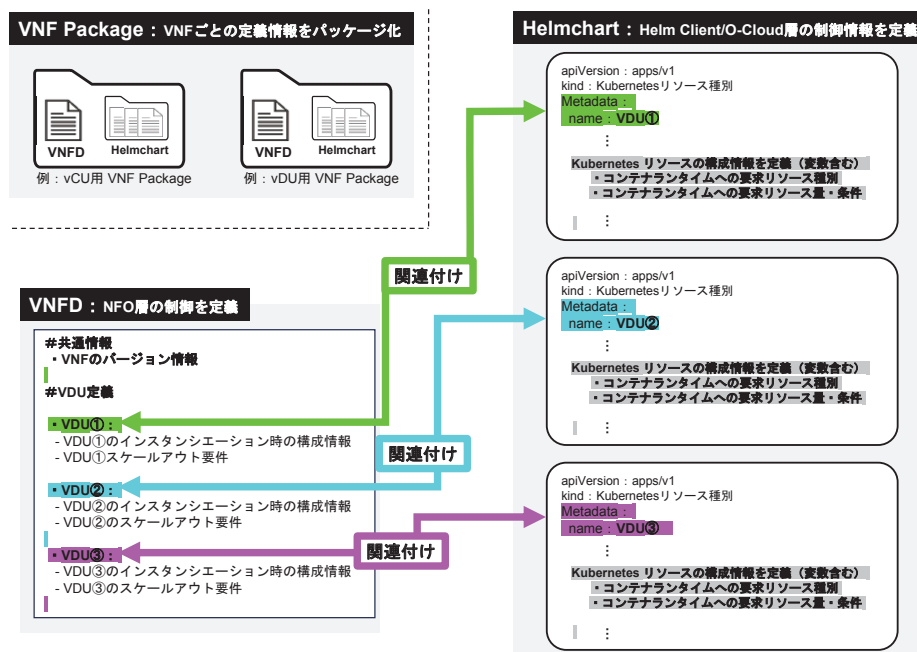 VNF Package：VNFごとの定義情報をパッケージ化
VNFD
Helmchart
例：vCU用 VNF Package
VNFD
Helmchart
例：vDU用 VNF Package
VNFD：NFO層の制御を定義
＃共通情報
・VNFのバージョン情報
＃VDU定義
・VDU①：
- VDU①のインスタンシエーション時の構成情報
- VDU①スケールアウト要件
・VDU②：
- VDU②のインスタンシエーション時の構成情報
- VDU②のスケールアウト要件
・VDU③：
- VDU③のインスタンシエーション時の構成情報
- VDU③のスケールアウト要件
関連付け
関連付け
関連付け
Helmchart：Helm Client/O-Cloud層の制御情報を定義
apiVersion：apps/v1
kind：Kubernetesリソース種別
Metadata：
name：VDU①
⋮
Kubernetes リソースの構成情報を定義（変数含む）
・コンテナランタイムへの要求リソース種別
・コンテナランタイムへの要求リソース量・条件
⋮
apiVersion：apps/v1
kind：Kubernetesリソース種別
Metadata：
name：VDU②
⋮
Kubernetes リソースの構成情報を定義（変数含む）
・コンテナランタイムへの要求リソース種別
・コンテナランタイムへの要求リソース量・条件
⋮
apiVersion：apps/v1
kind：Kubernetesリソース種別
Metadata：
name：VDU③
⋮
Kubernetes リソースの構成情報を定義（変数含む）
・コンテナランタイムへの要求リソース種別
・コンテナランタイムへの要求リソース量・条件
⋮